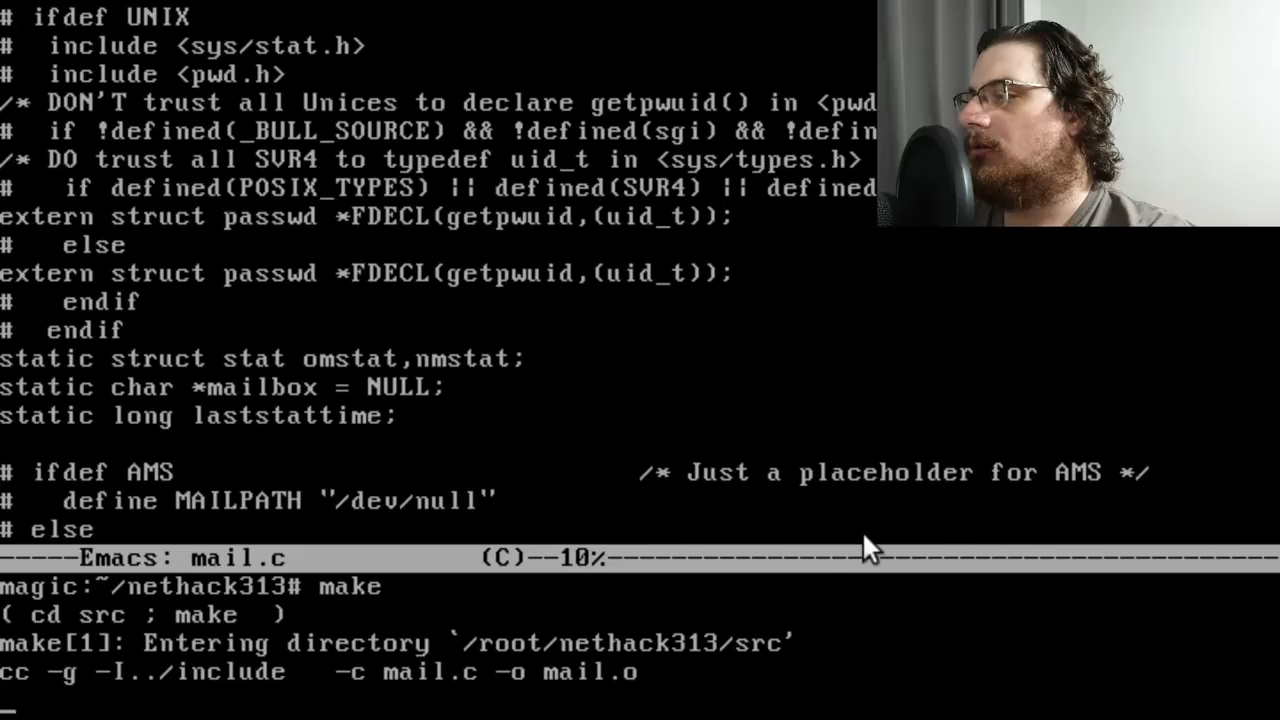 # ifdef UNIX
#   include <sys/stat.h>
#   include <pwd.h>
/* DON'T trust all Unices to declare getpwuid() in <pwd
#   if !defined(_BULL_SOURCE) && !defined(sgi) && !defin
/* DO trust all SVR4 to typedef uid_t in <sys/types.h>
#    if defined(POSIX_TYPES) || defined(SVR4) || defined
extern struct passwd *FDECL(getpwuid,(uid_t));
#    else
extern struct passwd *FDECL(getpwuid,(uid_t));
#    endif
#   endif
static struct stat omstat,nmstat;
static char *mailbox = NULL;
static long laststattime;
# ifdef AMS                             /* Just a placeholder for AMS */
#    define MAILPATH "/dev/null"
# else
-----Emacs: mail.c             (C)--10%------------------------------------------
magic:~/nethack313# make
( cd src ; make  )
make[1]: Entering directory `/root/nethack313/src'
cc -g -I../include   -c mail.c -o mail.o
_